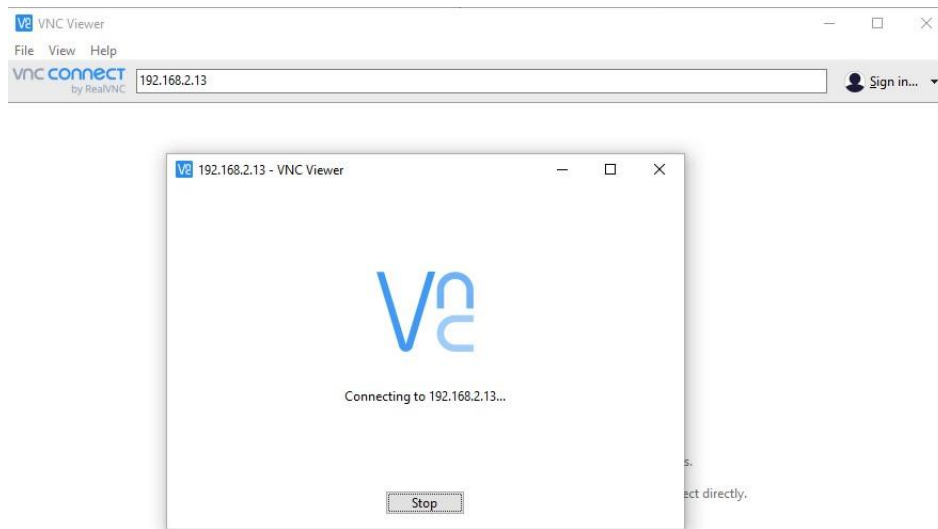 VNC Viewer
File View Help
vnc connect
by RealVNC
192.168.2.13
Sign in...
192.168.2.13 - VNC Viewer
Connecting to 192.168.2.13...
s.
ect directly.
Stop